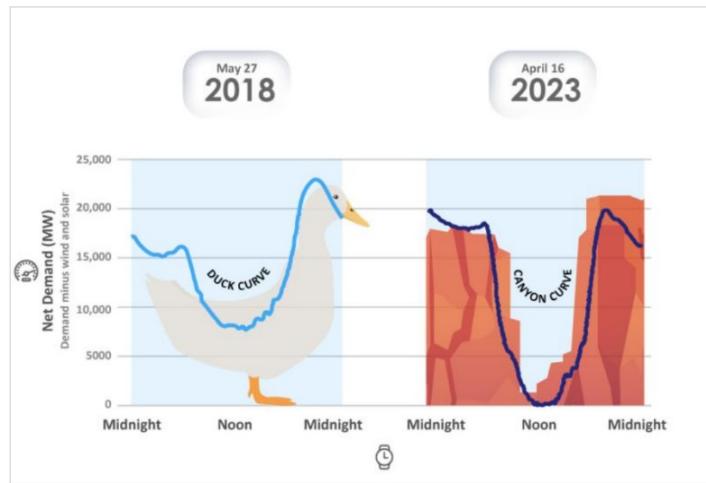 May 27
2018
April 16
2023
Net Demand (MW)
Demand minus wind and solar
25,000
20,000
15,000
10,000
5000
0
DUCK CURVE
CANYON CURVE
Midnight
Noon
Midnight
Midnight
Noon
Midnight